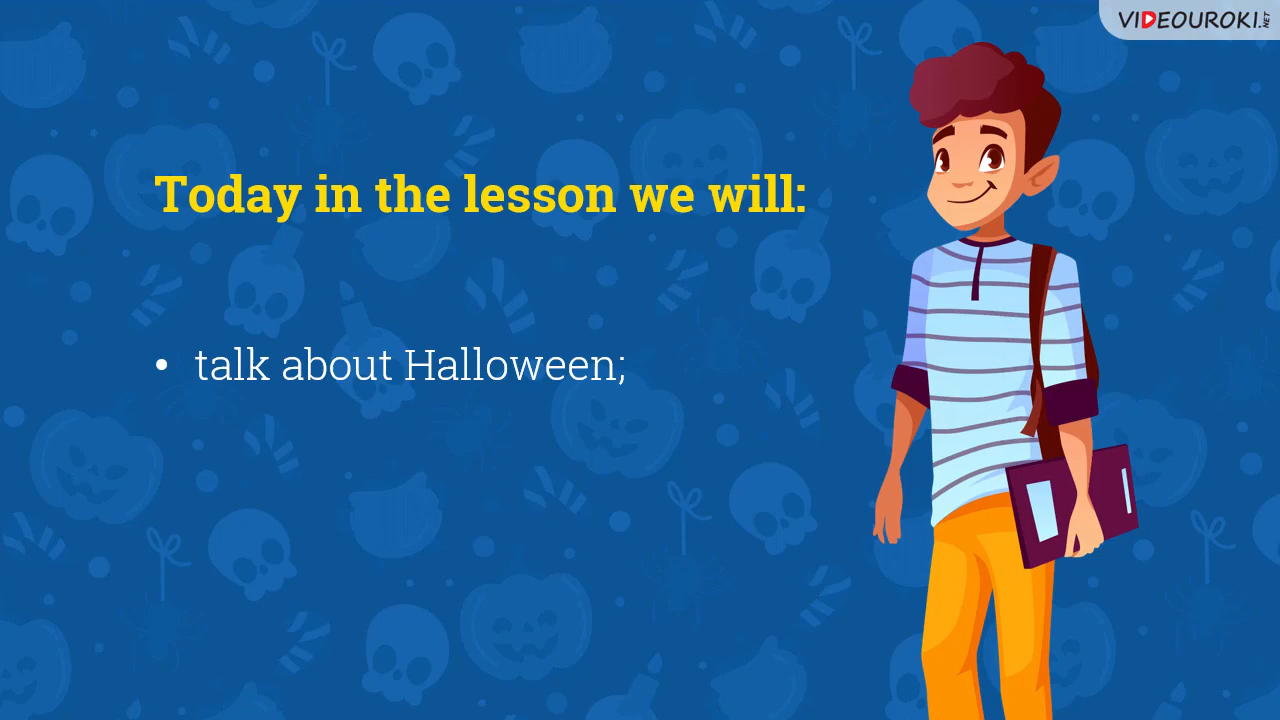 VIDEOUROKI.NET
Today in the lesson we will:
• talk about Halloween;